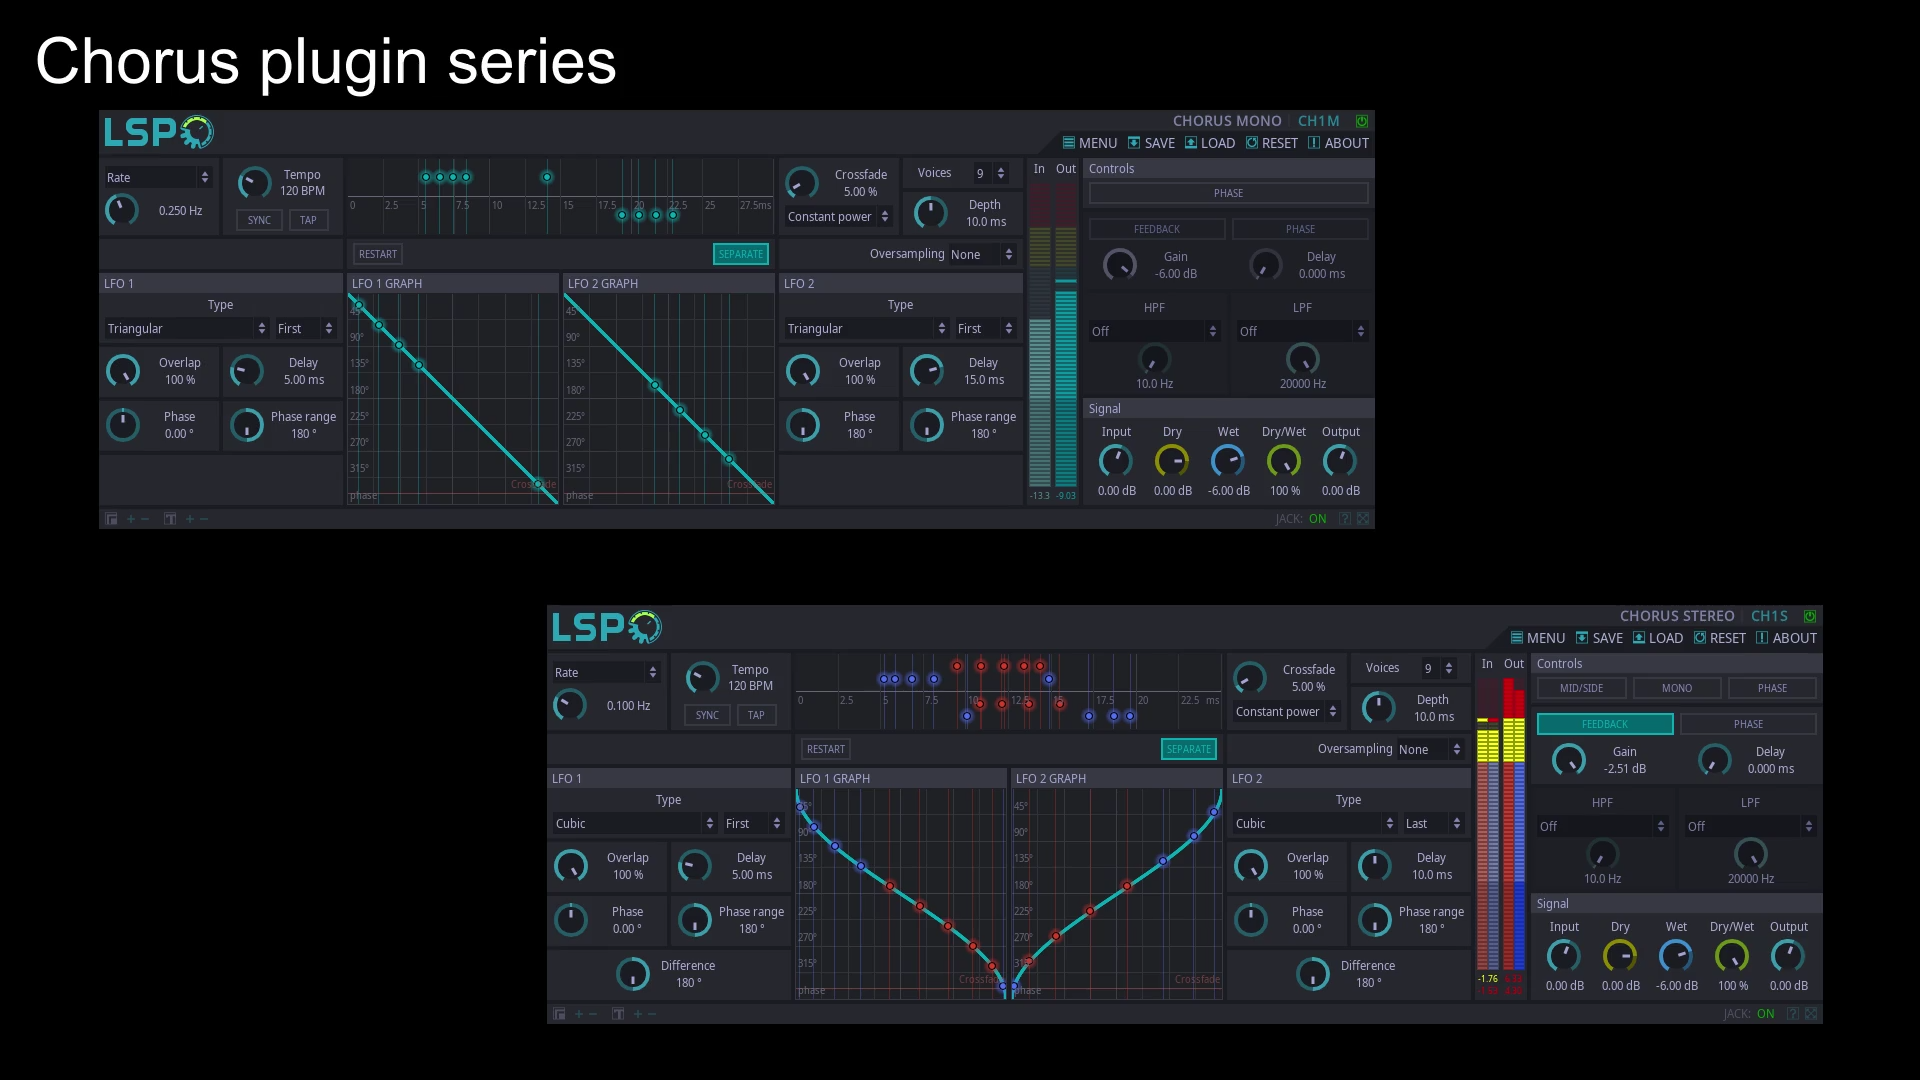 Chorus plugin series
LSP
CHORUS MONO CH1M
MENU SAVE LOAD RESET ABOUT
Rate
0.250 Hz
Tempo
120 BPM
SYNC TAP
0 2.5 5 7.5 10 12.5 15 17.5 20 22.5 25 27.5ms
RESTART SEPARATE
Crossfade
5.00 %
Constant power
Voices 9
Depth
10.0 ms
Oversampling None
LFO 1
Type
Triangular First
Overlap
100 %
Delay
5.00 ms
Phase
0.00 °
Phase range
180 °
LFO 1 GRAPH
45°
90°
135°
180°
225°
270°
315°
Crossfade
phase
LFO 2 GRAPH
45°
90°
135°
180°
225°
270°
315°
Crossfade
phase
LFO 2
Type
Triangular First
Overlap
100 %
Delay
15.0 ms
Phase
180 °
Phase range
180 °
In Out
-13.3 -9.03
Controls
PHASE
FEEDBACK PHASE
Gain
-6.00 dB
Delay
0.000 ms
HPF LPF
Off Off
10.0 Hz 20000 Hz
Signal
Input Dry Wet Dry/Wet Output
0.00 dB 0.00 dB -6.00 dB 100 % 0.00 dB
JACK: ON
LSP
CHORUS STEREO CH1S
MENU SAVE LOAD RESET ABOUT
Rate
0.100 Hz
Tempo
120 BPM
SYNC TAP
0 2.5 5 7.5 10 12.5 15 17.5 20 22.5 ms
RESTART SEPARATE
Crossfade
5.00 %
Constant power
Voices 9
Depth
10.0 ms
Oversampling None
LFO 1
Type
Cubic First
Overlap
100 %
Delay
5.00 ms
Phase
0.00 °
Phase range
180 °
Difference
180 °
LFO 1 GRAPH
45°
90°
135°
180°
225°
270°
315°
Crossfade
phase
LFO 2 GRAPH
45°
90°
135°
180°
225°
270°
315°
Crossfade
phase
LFO 2
Type
Cubic Last
Overlap
100 %
Delay
10.0 ms
Phase
0.00 °
Phase range
180 °
Difference
180 °
In Out
-1.76
Controls
MID/SIDE MONO PHASE
FEEDBACK PHASE
Gain
-2.51 dB
Delay
0.000 ms
HPF LPF
Off Off
10.0 Hz 20000 Hz
Signal
Input Dry Wet Dry/Wet Output
0.00 dB 0.00 dB -6.00 dB 100 % 0.00 dB
JACK: ON